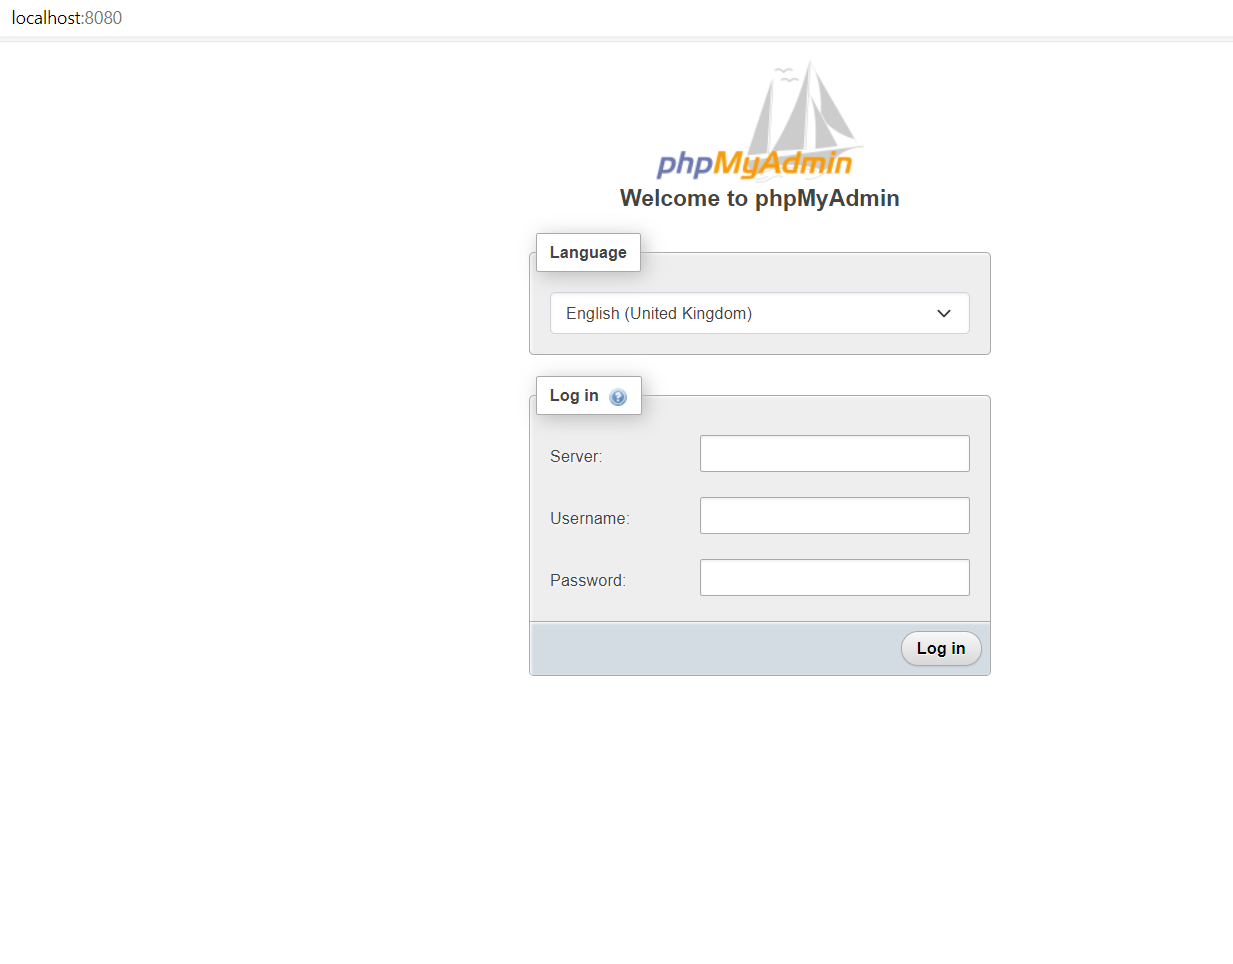 localhost:8080
phpMyAdmin
Welcome to phpMyAdmin
Language
English (United Kingdom)
Log in
Server:
Username:
Password:
Log in